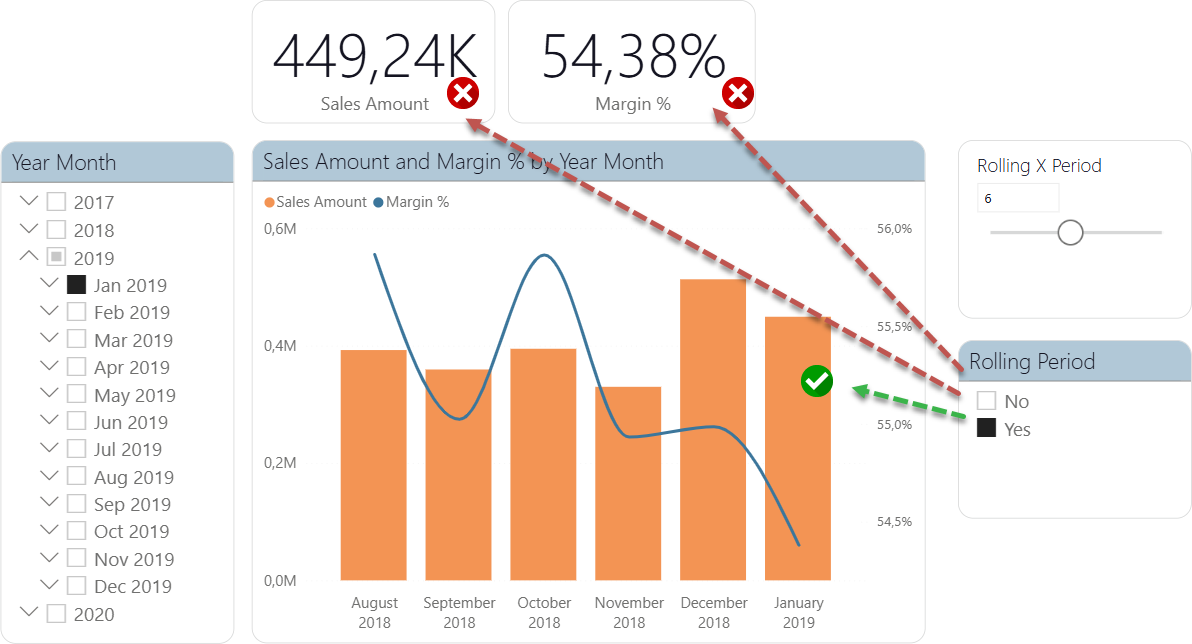 449,24K
Sales Amount
54,38%
Margin %
Year Month
2017
2018
2019
Jan 2019
Feb 2019
Mar 2019
Apr 2019
May 2019
Jun 2019
Jul 2019
Aug 2019
Sep 2019
Oct 2019
Nov 2019
Dec 2019
2020
Sales Amount and Margin % by Year Month
Sales Amount Margin %
0,6M
0,4M
0,2M
0,0M
56,0%
55,5%
55,0%
54,5%
August
2018
September
2018
October
2018
November
2018
December
2018
January
2019
Rolling X Period
6
Rolling Period
No
Yes